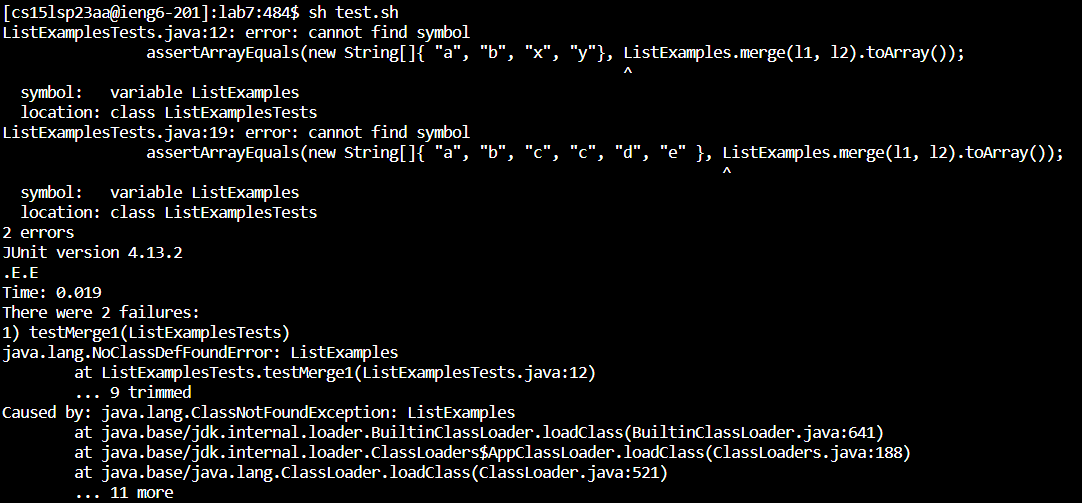 [cs15lsp23aa@ieng6-201]:lab7:484$ sh test.sh
ListExamplesTests.java:12: error: cannot find symbol
assertArrayEquals(new String[]{ "a", "b", "x", "y"}, ListExamples.merge(l1, l2).toArray());
^
symbol:   variable ListExamples
location: class ListExamplesTests
ListExamplesTests.java:19: error: cannot find symbol
assertArrayEquals(new String[]{ "a", "b", "c", "c", "d", "e" }, ListExamples.merge(l1, l2).toArray());
^
symbol:   variable ListExamples
location: class ListExamplesTests
2 errors
JUnit version 4.13.2
.E.E
Time: 0.019
There were 2 failures:
1) testMerge1(ListExamplesTests)
java.lang.NoClassDefFoundError: ListExamples
at ListExamplesTests.testMerge1(ListExamplesTests.java:12)
... 9 trimmed
Caused by: java.lang.ClassNotFoundException: ListExamples
at java.base/jdk.internal.loader.BuiltinClassLoader.loadClass(BuiltinClassLoader.java:641)
at java.base/jdk.internal.loader.ClassLoaders$AppClassLoader.loadClass(ClassLoaders.java:188)
at java.base/java.lang.ClassLoader.loadClass(ClassLoader.java:521)
... 11 more